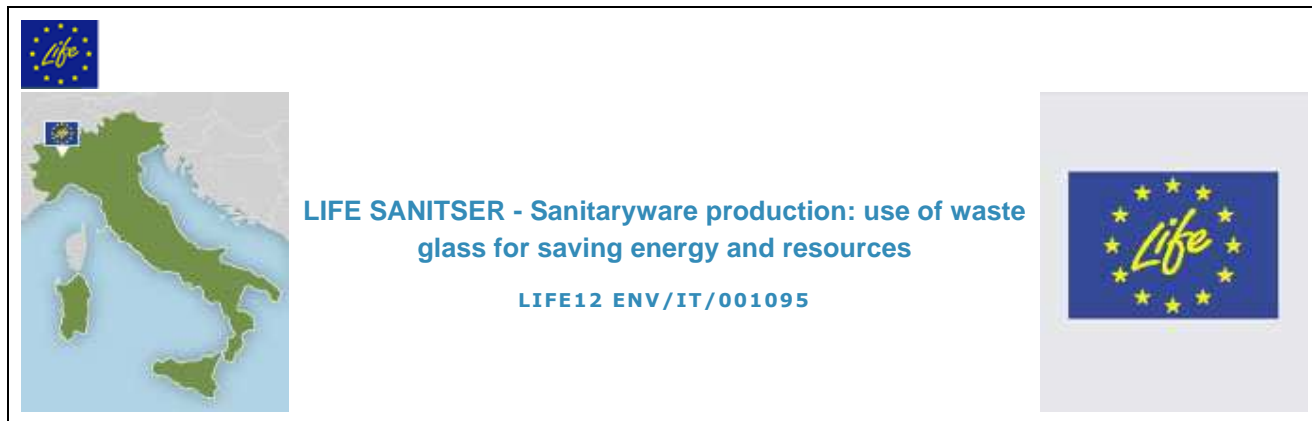 Life
LIFE SANITSER - Sanitaryware production: use of waste
glass for saving energy and resources
LIFE12 ENV/IT/001095
Life